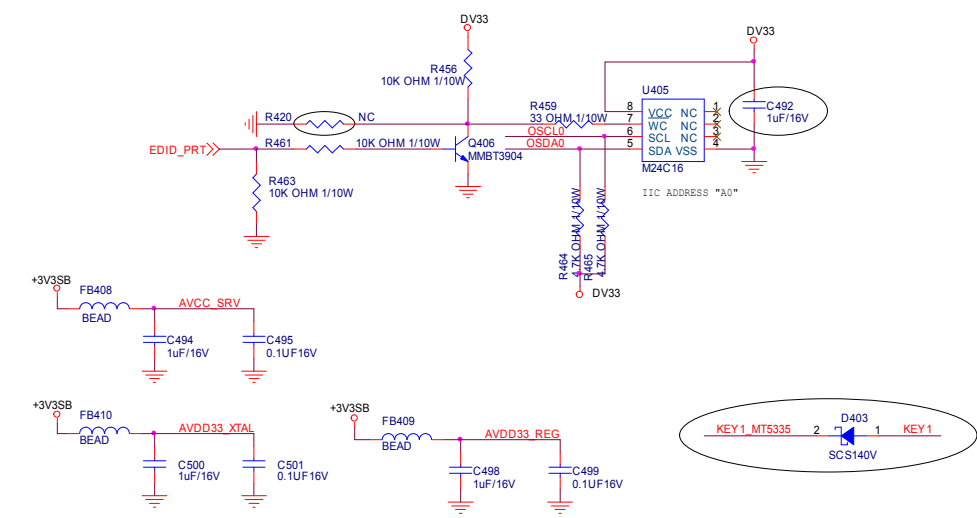 DV33
R456
10K OHM 1/10W
R420
NC
EDID_PRT
R461
10K OHM 1/10W
Q406
MMBT3904
R463
10K OHM 1/10W
R459
33 OHM 1/10W
OSCL0
OSDA0
DV33
U405
8 VCC NC 1
7 WC NC 2
6 SCL NC 3
5 SDA VSS 4
M24C16
IIC ADDRESS "A0"
C492
1uF/16V
R464
4.7K OHM 1/10W
R465
4.7K OHM 1/10W
DV33
+3V3SB
FB408
BEAD
AVCC_SRV
C494
1uF/16V
C495
0.1UF16V
+3V3SB
FB410
BEAD
AVDD33_XTAL
C500
1uF/16V
C501
0.1UF16V
+3V3SB
FB409
BEAD
AVDD33_REG
C498
1uF/16V
C499
0.1UF16V
D403
KEY1_MT5335 2 1 KEY1
SCS140V